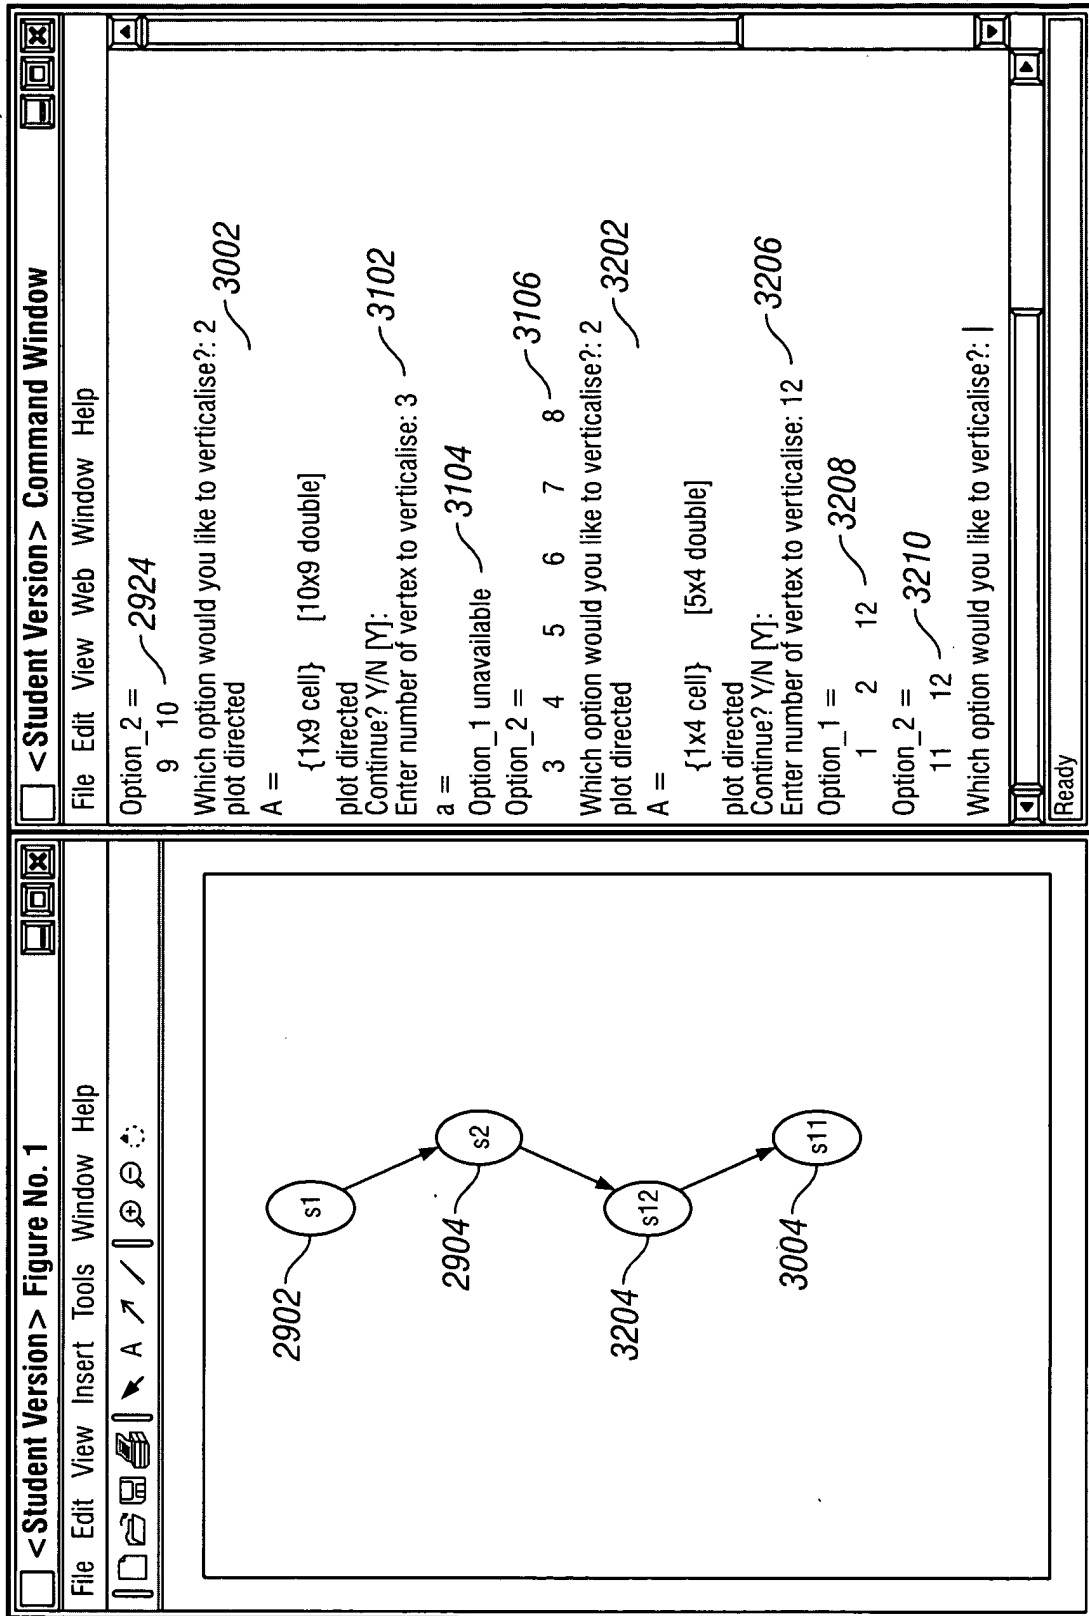 <Student Version> Figure No. 1
File Edit View Insert Tools Window Help
A
2902
s1
2904
s2
3204
s12
3004
s11
<Student Version> Command Window
File Edit View Web Window Help
Option_2 =
9 10 2924
Which option would you like to verticalise?: 2
plot directed 3002
A =
{1x9 cell} [10x9 double]
plot directed
Continue? Y/N [Y]: 3102
Enter number of vertex to verticalise: 3
a =
Option_1 unavailable 3104
Option_2 =
3 4 5 6 7 8 3106
Which option would you like to verticalise?: 2
plot directed 3202
A =
{1x4 cell} [5x4 double]
plot directed
Continue? Y/N [Y]:
Enter number of vertex to verticalise: 12 3206
Option_1 =
1 2 12 3208
Option_2 =
11 12 3210
Which option would you like to verticalise?: |
Ready